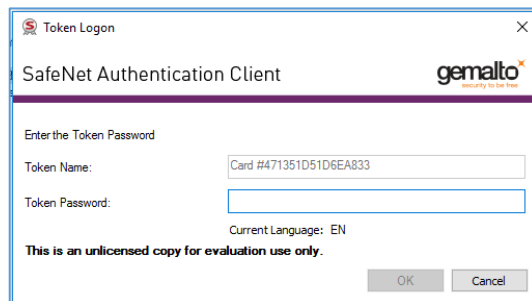 Token Logon
SafeNet Authentication Client
gemalto
security to be free
Enter the Token Password
Token Name: Card #471351D51D6EA833
Token Password:
Current Language: EN
This is an unlicensed copy for evaluation use only.
OK Cancel